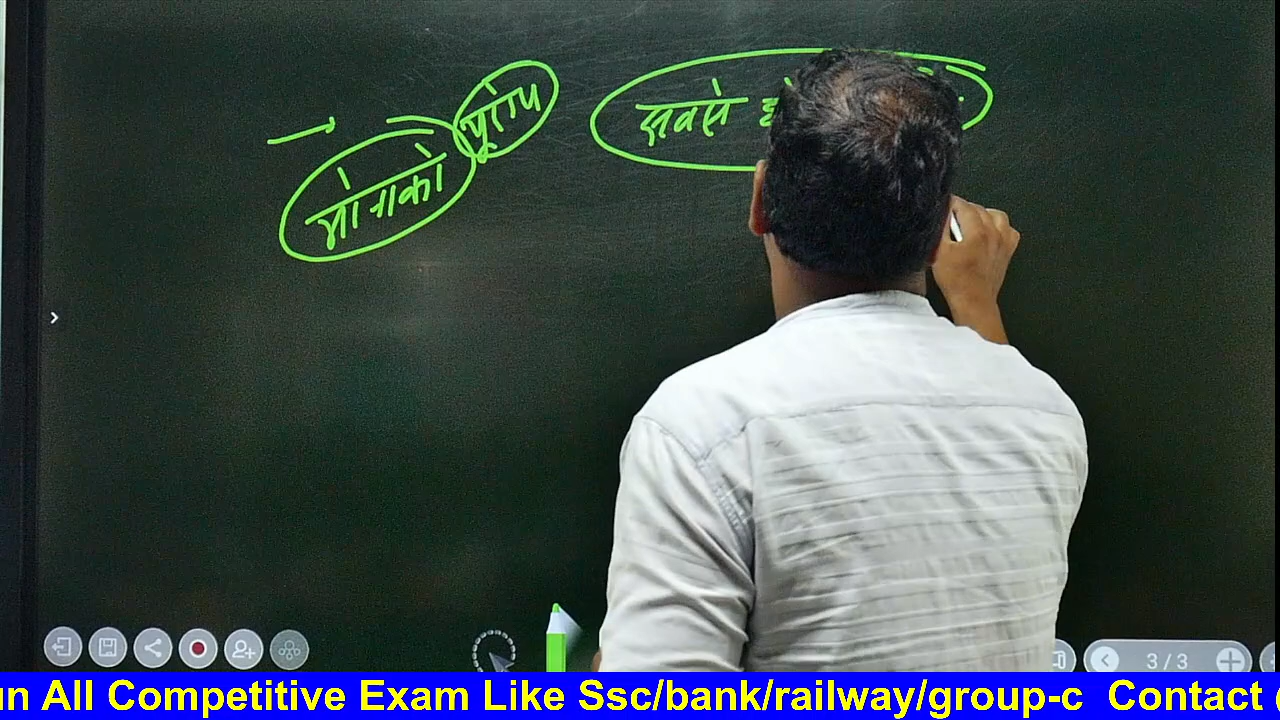 मोनाको यूरोप सबसे
3/3
un All Competitive Exam Like Ssc/bank/railway/group-c Contact